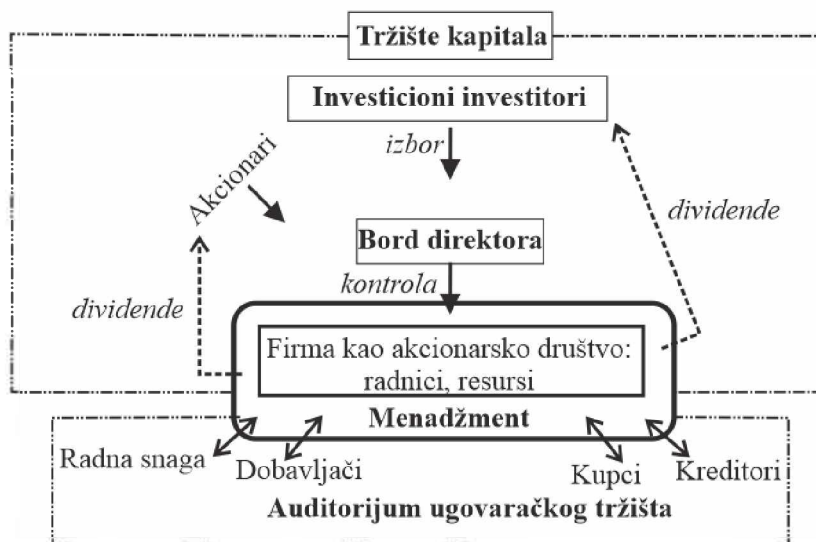 Tržište kapitala
Investicioni investitori
izbor
Akcionari
dividende
Bord direktora
kontrola
dividende
Firma kao akcionarsko društvo:
radnici, resursi
Menadžment
Radna snaga
Dobavljači
Kupci
Kreditori
Auditorijum ugovaračkog tržišta